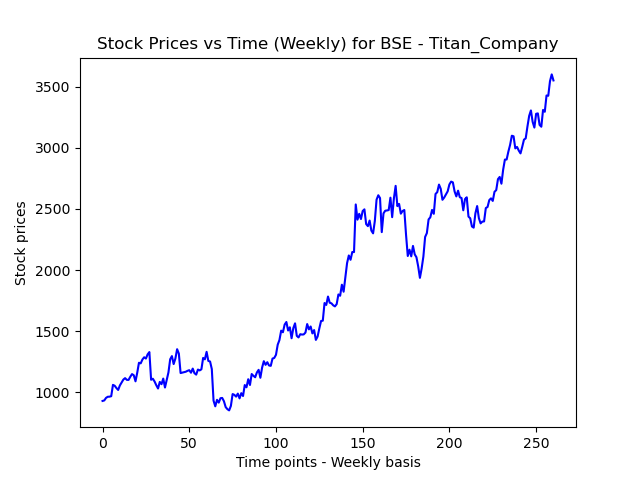 Stock Prices vs Time (Weekly) for BSE - Titan_Company
Stock prices
3500
3000
2500
2000
1500
1000
0 50 100 150 200 250
Time points - Weekly basis